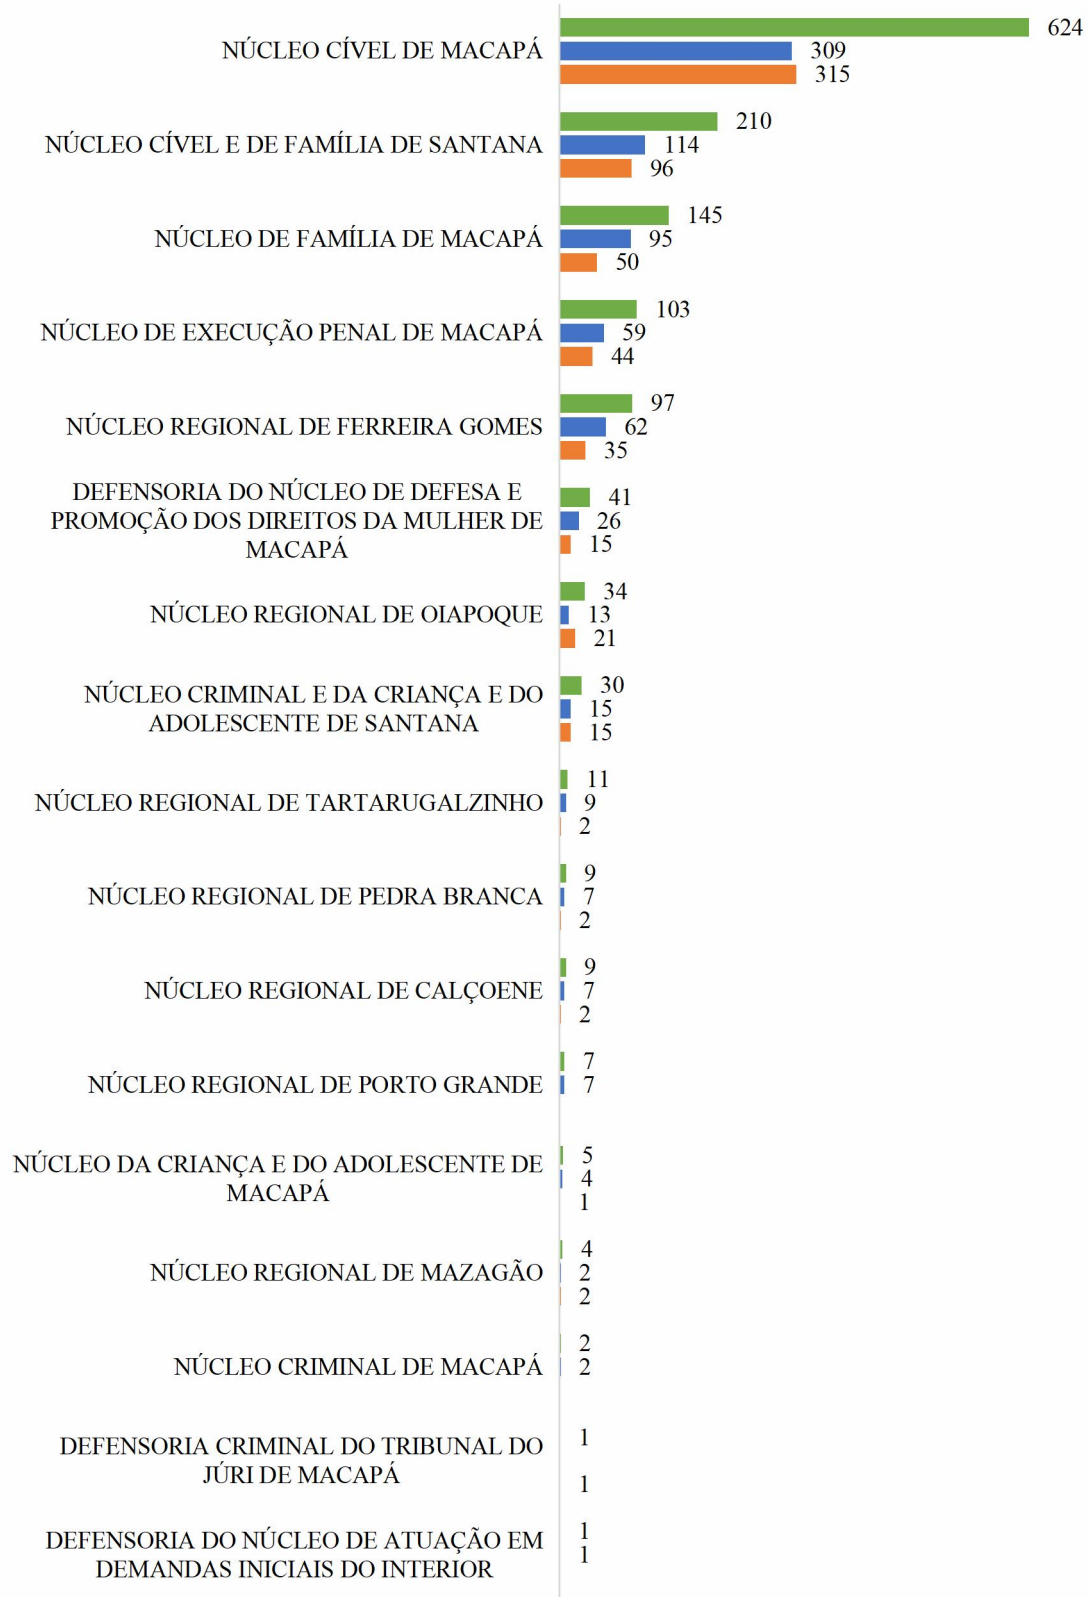 624
NÚCLEO CÍVEL DE MACAPÁ
309
315
210
NÚCLEO CÍVEL E DE FAMÍLIA DE SANTANA
114
96
145
NÚCLEO DE FAMÍLIA DE MACAPÁ
95
50
103
NÚCLEO DE EXECUÇÃO PENAL DE MACAPÁ
59
44
97
NÚCLEO REGIONAL DE FERREIRA GOMES
62
35
DEFENSORIA DO NÚCLEO DE DEFESA E
PROMOÇÃO DOS DIREITOS DA MULHER DE
MACAPÁ
41
26
15
34
NÚCLEO REGIONAL DE OIAPOQUE
13
21
30
NÚCLEO CRIMINAL E DA CRIANÇA E DO
ADOLESCENTE DE SANTANA
15
15
11
NÚCLEO REGIONAL DE TARTARUGALZINHO
9
2
9
NÚCLEO REGIONAL DE PEDRA BRANCA
7
2
9
NÚCLEO REGIONAL DE CALÇOENE
7
2
7
NÚCLEO REGIONAL DE PORTO GRANDE
7
5
NÚCLEO DA CRIANÇA E DO ADOLESCENTE DE
MACAPÁ
4
1
4
NÚCLEO REGIONAL DE MAZAGÃO
2
2
2
NÚCLEO CRIMINAL DE MACAPÁ
2
1
DEFENSORIA CRIMINAL DO TRIBUNAL DO
JÚRI DE MACAPÁ
1
1
DEFENSORIA DO NÚCLEO DE ATUAÇÃO EM
DEMANDAS INICIAIS DO INTERIOR
1